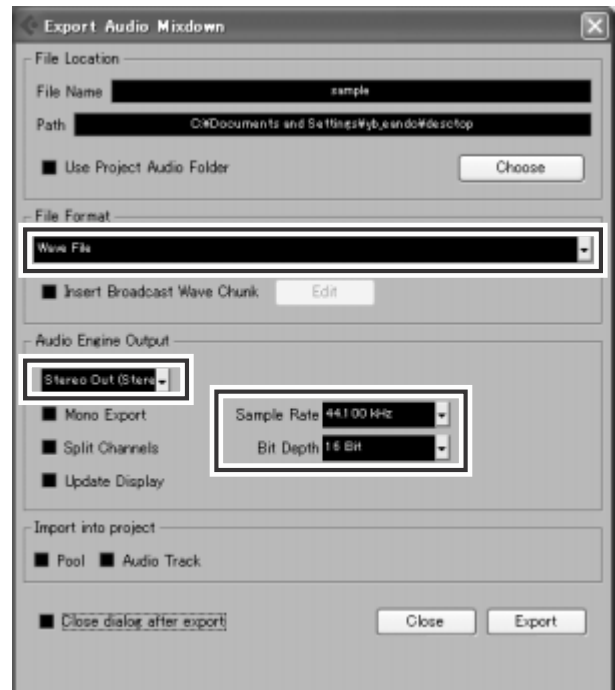 Export Audio Mixdown
File Location
File Name sample
Path C:¥Documents and Settings¥yb_eando¥desctop
Use Project Audio Folder Choose
File Format
Wave File
Insert Broadcast Wave Chunk Edit
Audio Engine Output
Stereo Out (Stere
Mono Export Sample Rate 44.100 kHz
Split Channels Bit Depth 16 Bit
Update Display
Import into project
Pool Audio Track
Close dialog after export Close Export